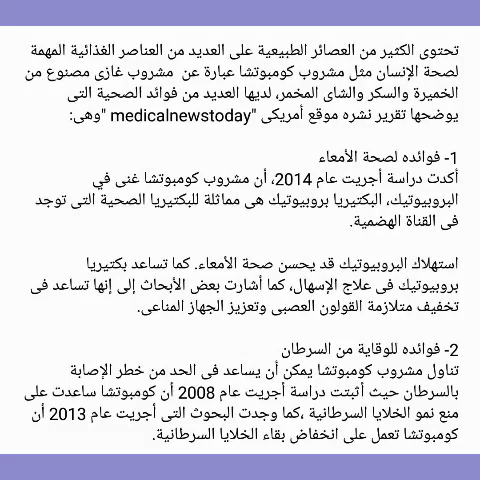 تحتوى الكثير من العصائر الطبيعية على العديد من العناصر الغذائية المهمة
لصحة الإنسان مثل مشروب كومبوتشا عبارة عن مشروب غازى مصنوع من
الخميرة والسكر والشاى المخمر، لديها العديد من فوائد الصحية التى
يوضحها تقرير نشره موقع أمريكى "medicalnewstoday "وهى:
1- فوائده لصحة الأمعاء
أكدت دراسة أجريت عام 2014، أن مشروب كومبوتشا غنى في
البروبيوتيك، البكتيريا بروبيوتيك هى مماثلة للبكتيريا الصحية التى توجد
فى القناة الهضمية.
استهلاك البروبيوتيك قد يحسن صحة الأمعاء. كما تساعد بكتيريا
بروبيوتيك فى علاج الإسهال، كما أشارت بعض الأبحاث إلى إنها تساعد فى
تخفيف متلازمة القولون العصبى وتعزيز الجهاز المناعى.
2- فوائده للوقاية من السرطان
تناول مشروب كومبوتشا يمكن أن يساعد فى الحد من خطر الإصابة
بالسرطان حيث أثبتت دراسة أجريت عام 2008 أن كومبوتشا ساعدت على
منع نمو الخلايا السرطانية ،كما وجدت البحوث التى أجريت عام 2013 أن
كومبوتشا تعمل على انخفاض بقاء الخلايا السرطانية.